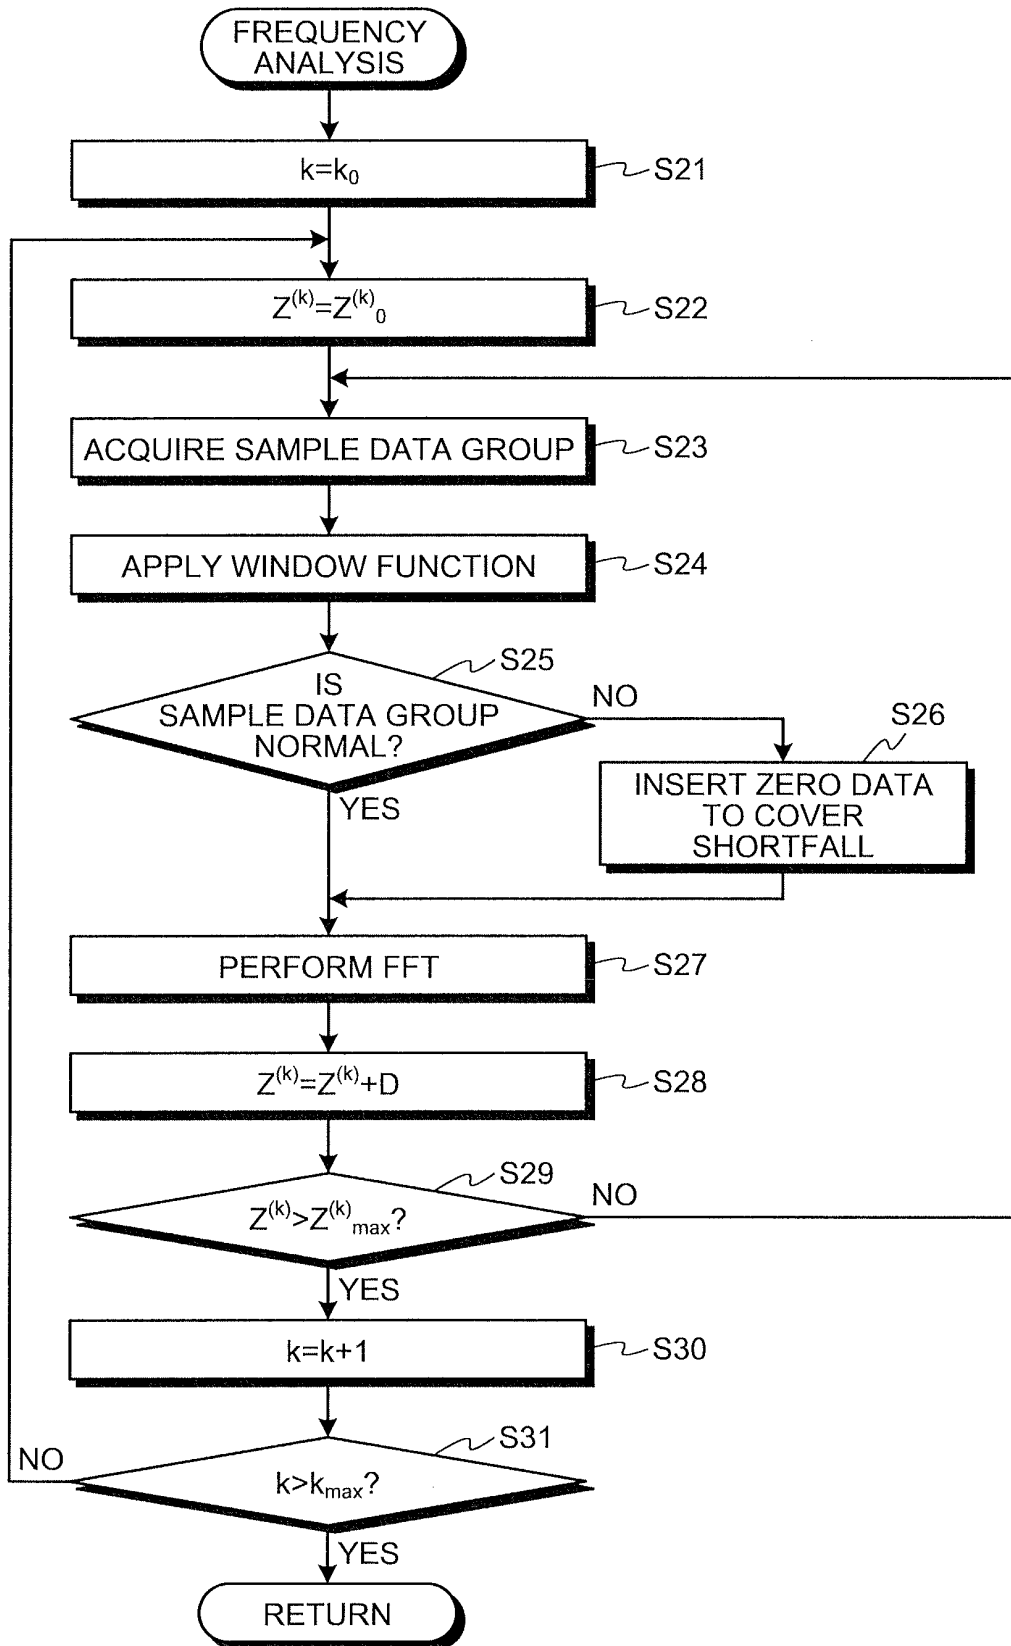 FREQUENCY
ANALYSIS
k=k₀
S21
Z⁽ᵏ⁾=Z⁽ᵏ⁾₀
S22
ACQUIRE SAMPLE DATA GROUP
S23
APPLY WINDOW FUNCTION
S24
S25
IS
SAMPLE DATA GROUP
NORMAL?
NO
YES
S26
INSERT ZERO DATA
TO COVER
SHORTFALL
PERFORM FFT
S27
Z⁽ᵏ⁾=Z⁽ᵏ⁾+D
S28
S29
Z⁽ᵏ⁾>Z⁽ᵏ⁾max?
NO
YES
k=k+1
S30
S31
NO
k>kmax?
YES
RETURN